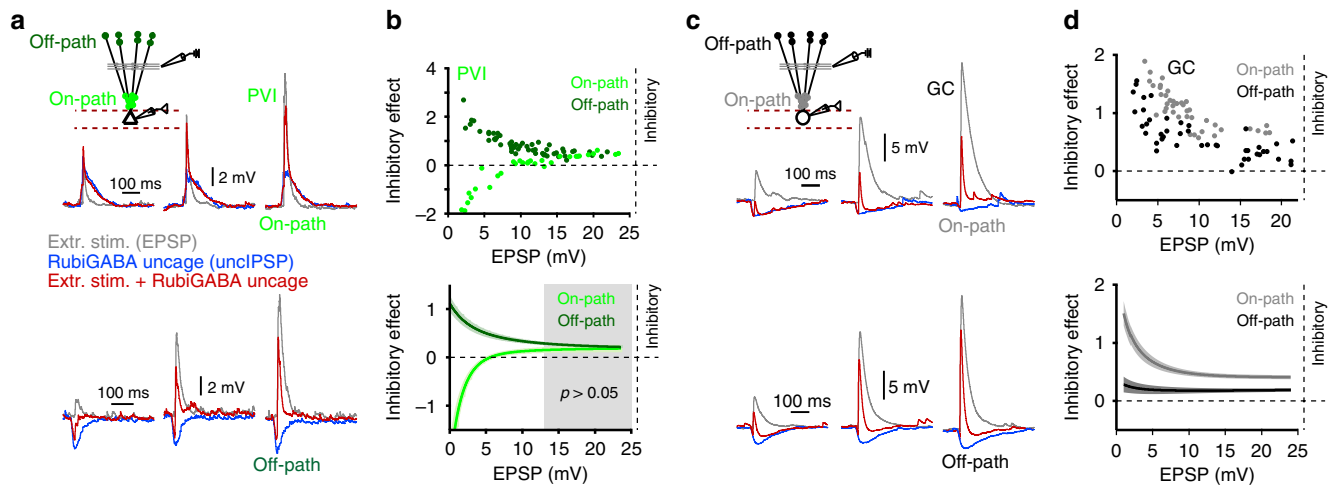 a
Off-path
On-path
PVI
100 ms
2 mV
On-path
Extr. stim. (EPSP)
RubiGABA uncage (uncIPSP)
Extr. stim. + RubiGABA uncage
100 ms
2 mV
Off-path
b
PVI
On-path
Off-path
Inhibitory effect
4
2
0
−2
0
5
10
15
20
25
EPSP (mV)
Inhibitory
On-path
Off-path
Inhibitory effect
1
0
−1
p > 0.05
0
5
10
15
20
25
EPSP (mV)
Inhibitory
c
Off-path
On-path
GC
5 mV
100 ms
On-path
5 mV
100 ms
Off-path
d
GC
On-path
Off-path
Inhibitory effect
2
1
0
0
5
10
15
20
EPSP (mV)
Inhibitory
On-path
Off-path
Inhibitory effect
2
1
0
0
5
10
15
20
25
EPSP (mV)
Inhibitory